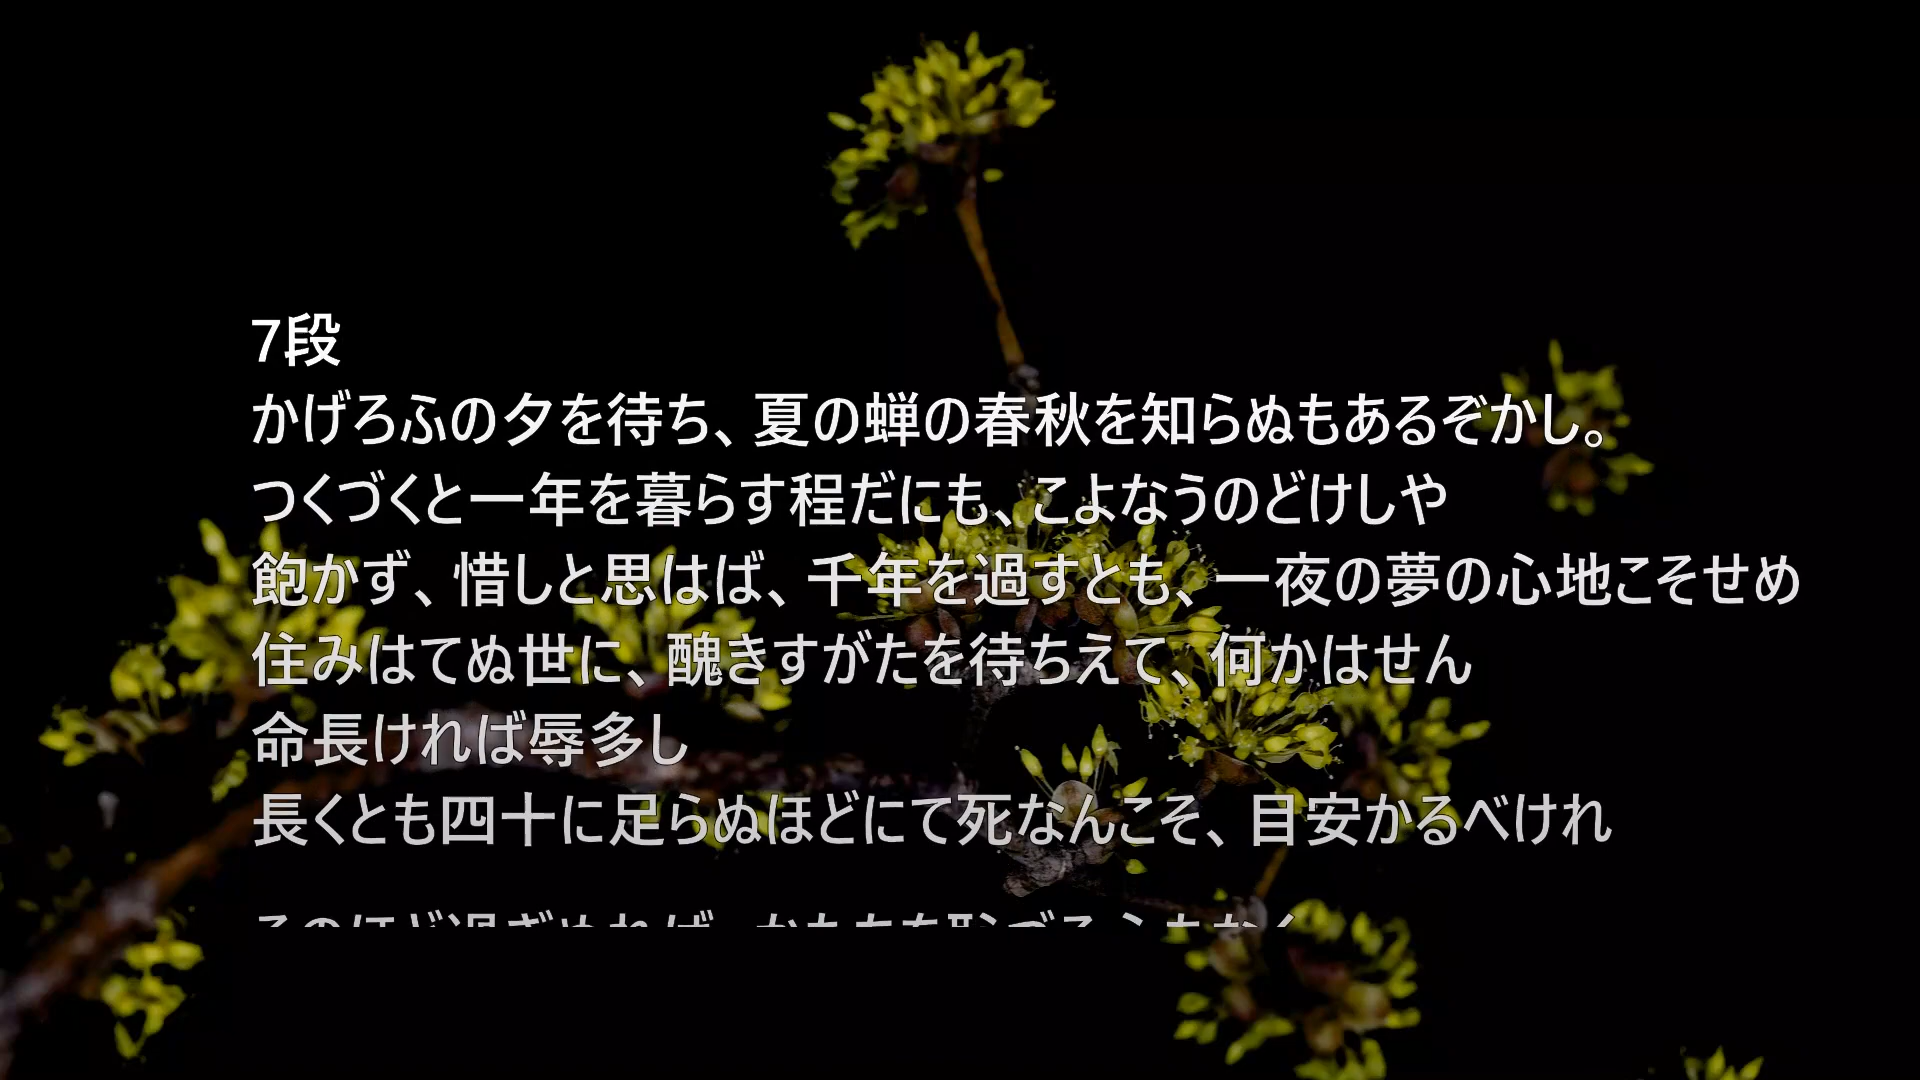 7段
かげろふの夕を待ち、夏の蝉の春秋を知らぬもあるぞかし。
つくづくと一年を暮らす程だにも、こよなうのどけしや
飽かず、惜しと思はば、千年を過すとも、一夜の夢の心地こそせめ
住みはてぬ世に、醜きすがたを待ちえて、何かはせん
命長ければ辱多し
長くとも四十に足らぬほどにて死なんこそ、目安かるべけれ